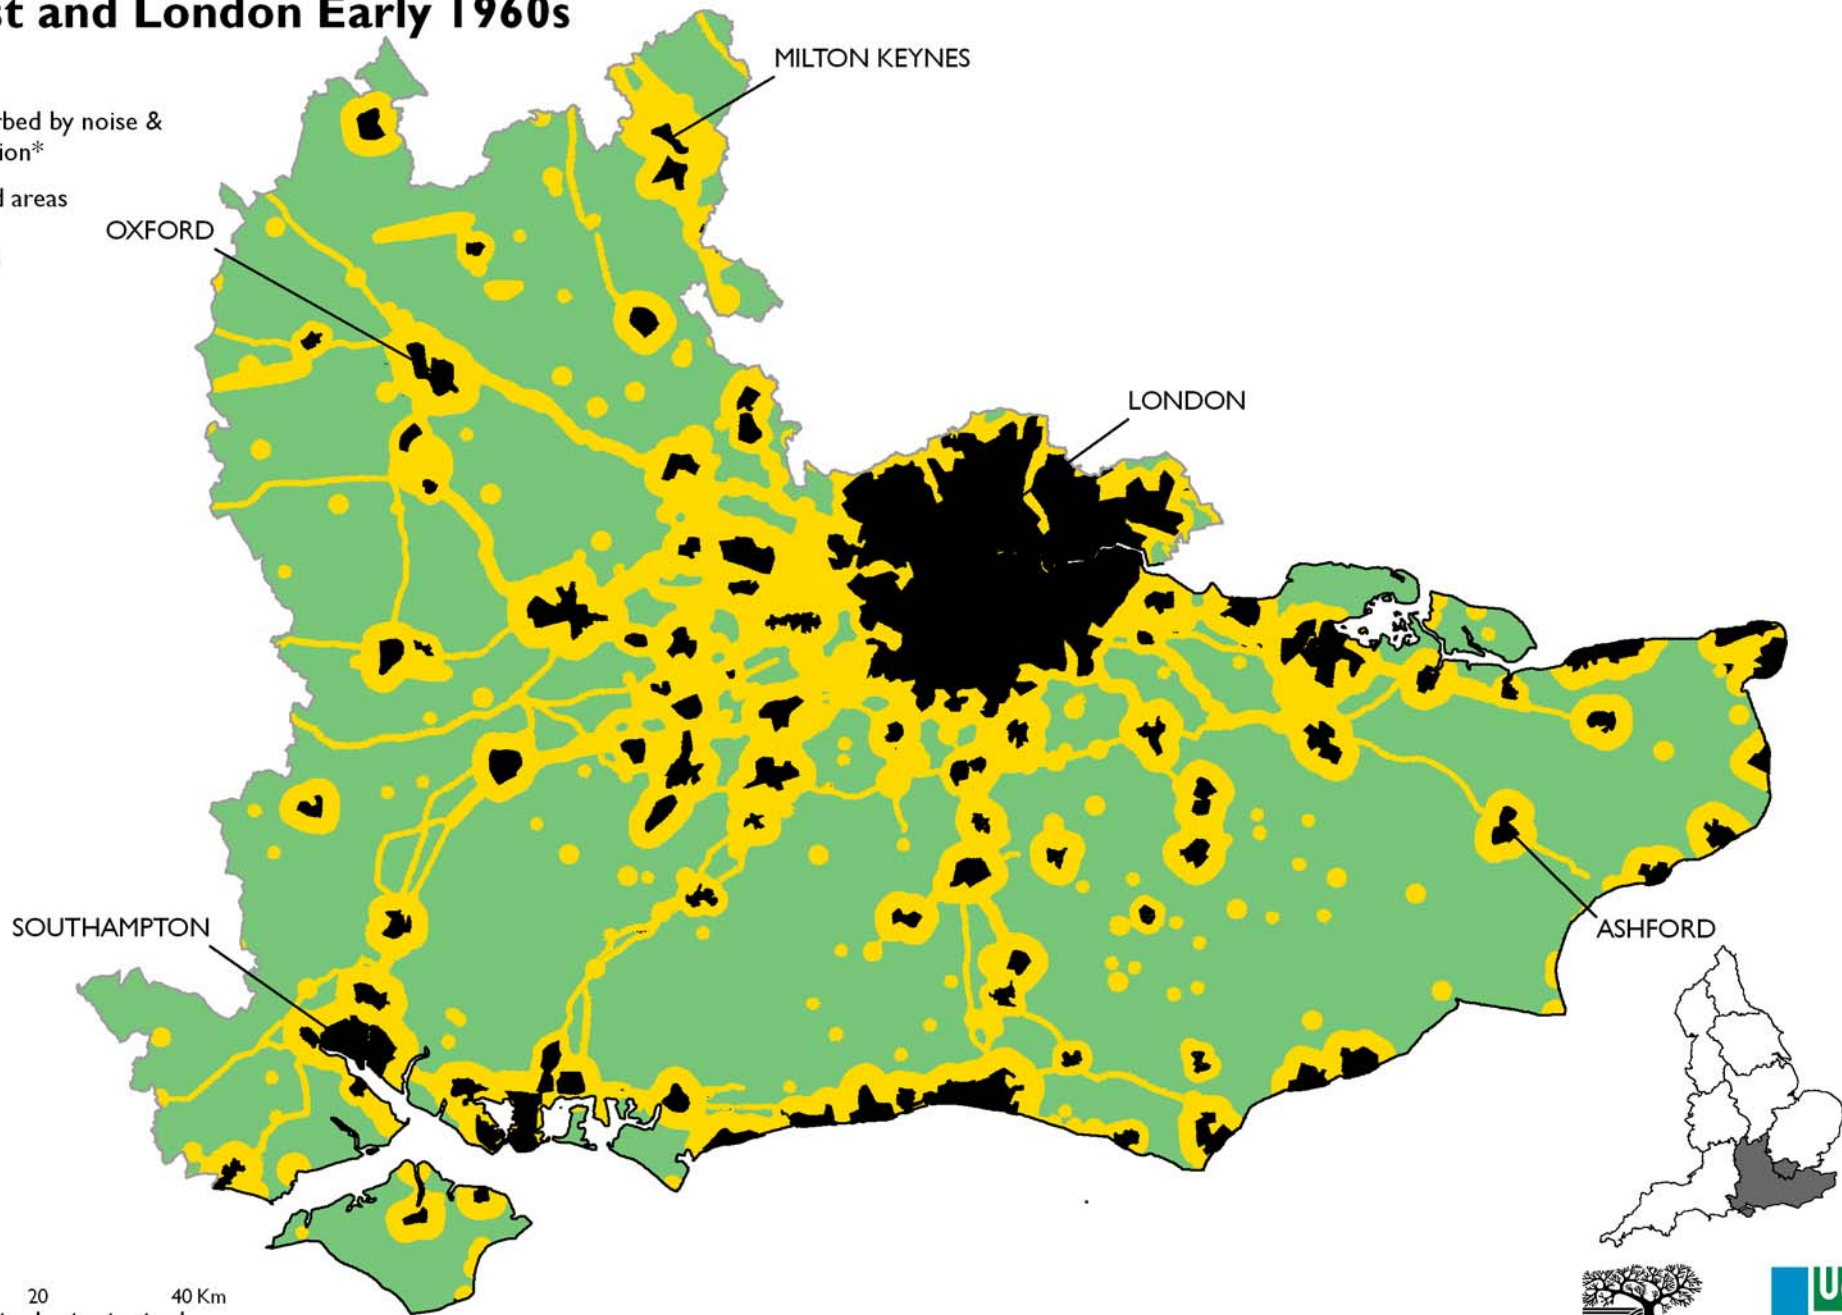 st and London Early 1960s
rbed by noise &
ion*
d areas
MILTON KEYNES
OXFORD
LONDON
SOUTHAMPTON
ASHFORD
20 40 Km
U